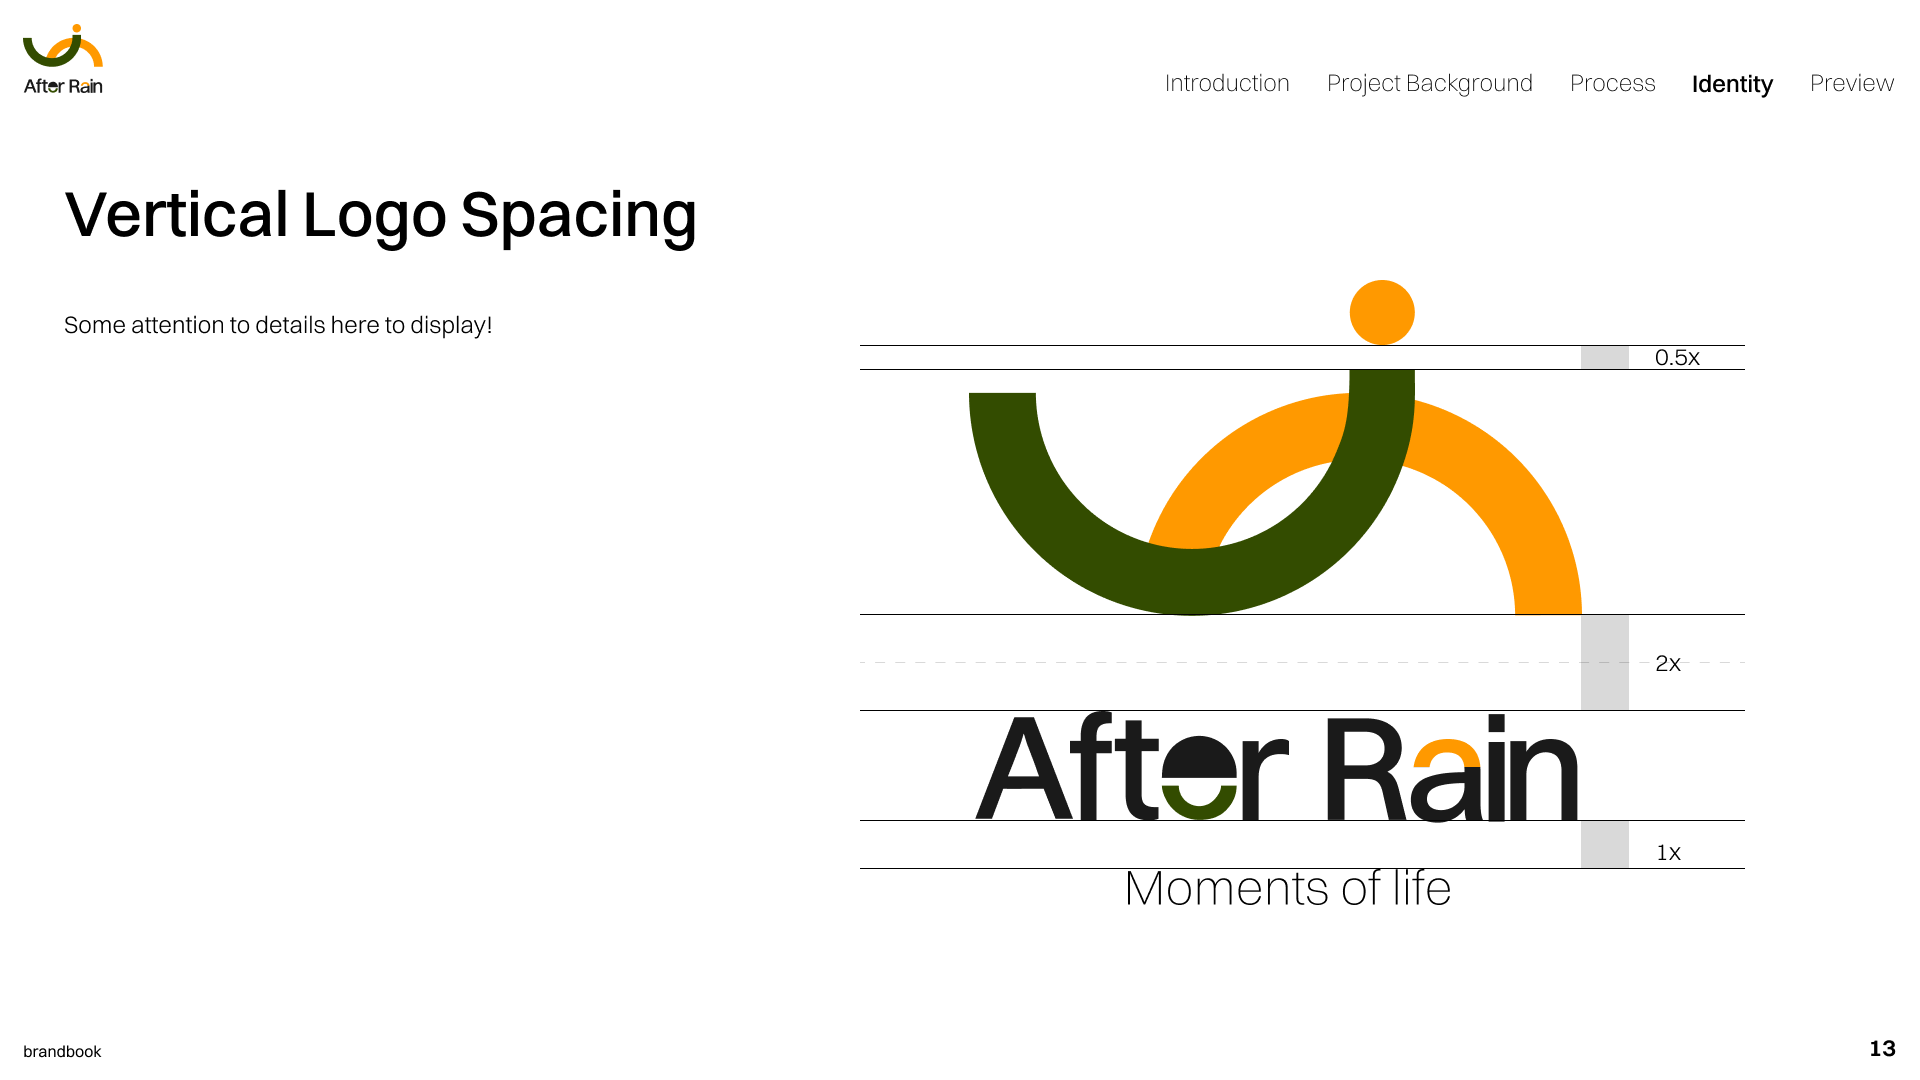 After Rain
Introduction Project Background Process Identity Preview
Vertical Logo Spacing
Some attention to details here to display!
0.5x
2x
After Rain
1x
Moments of life
brandbook
13